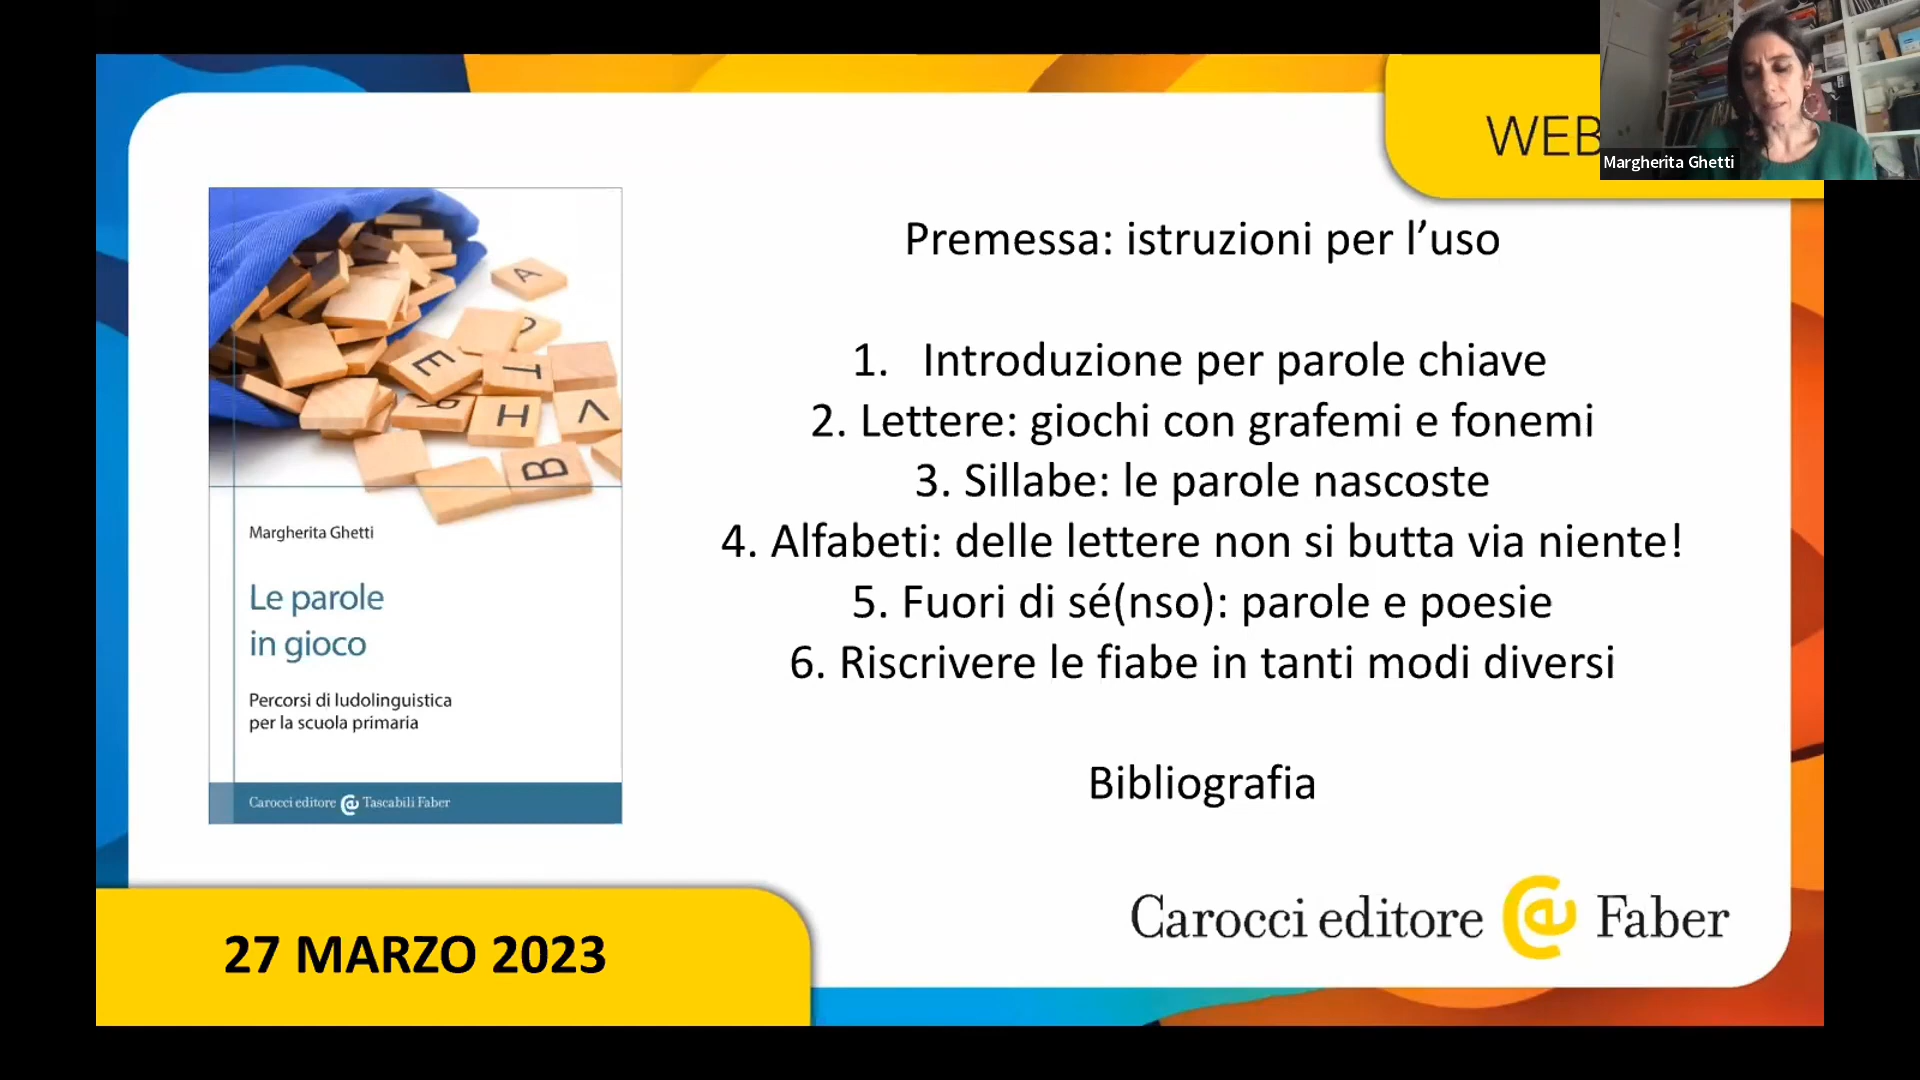 WEB
Margherita Ghetti
A
E
T
R
H
V
B
Margherita Ghetti
Le parole
in gioco
Percorsi di ludolinguistica
per la scuola primaria
Carocci editore @ Tascabili Faber
Premessa: istruzioni per l’uso
1. Introduzione per parole chiave
2. Lettere: giochi con grafemi e fonemi
3. Sillabe: le parole nascoste
4. Alfabeti: delle lettere non si butta via niente!
5. Fuori di sé(nso): parole e poesie
6. Riscrivere le fiabe in tanti modi diversi
Bibliografia
Carocci editore @ Faber
27 MARZO 2023